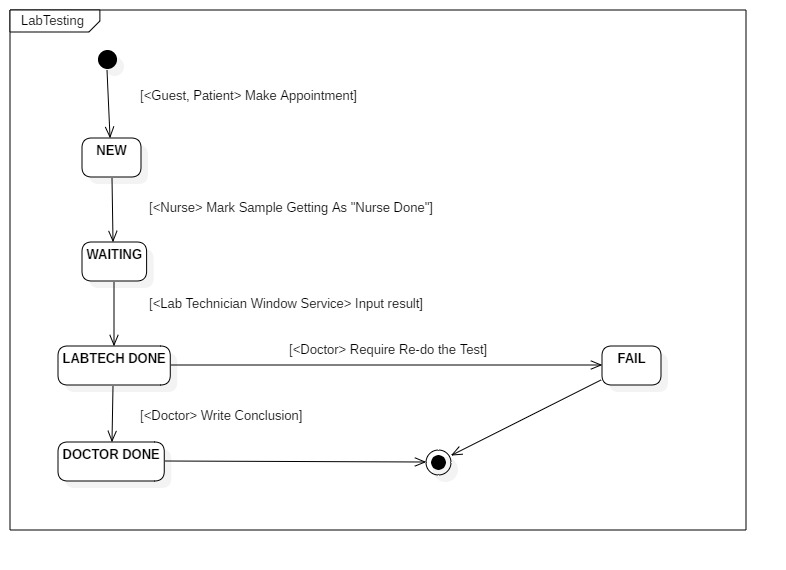 LabTesting
[<Guest, Patient> Make Appointment]
NEW
[<Nurse> Mark Sample Getting As "Nurse Done"]
WAITING
[<Lab Technician Window Service> Input result]
[<Doctor> Require Re-do the Test]
LABTECH DONE
FAIL
[<Doctor> Write Conclusion]
DOCTOR DONE